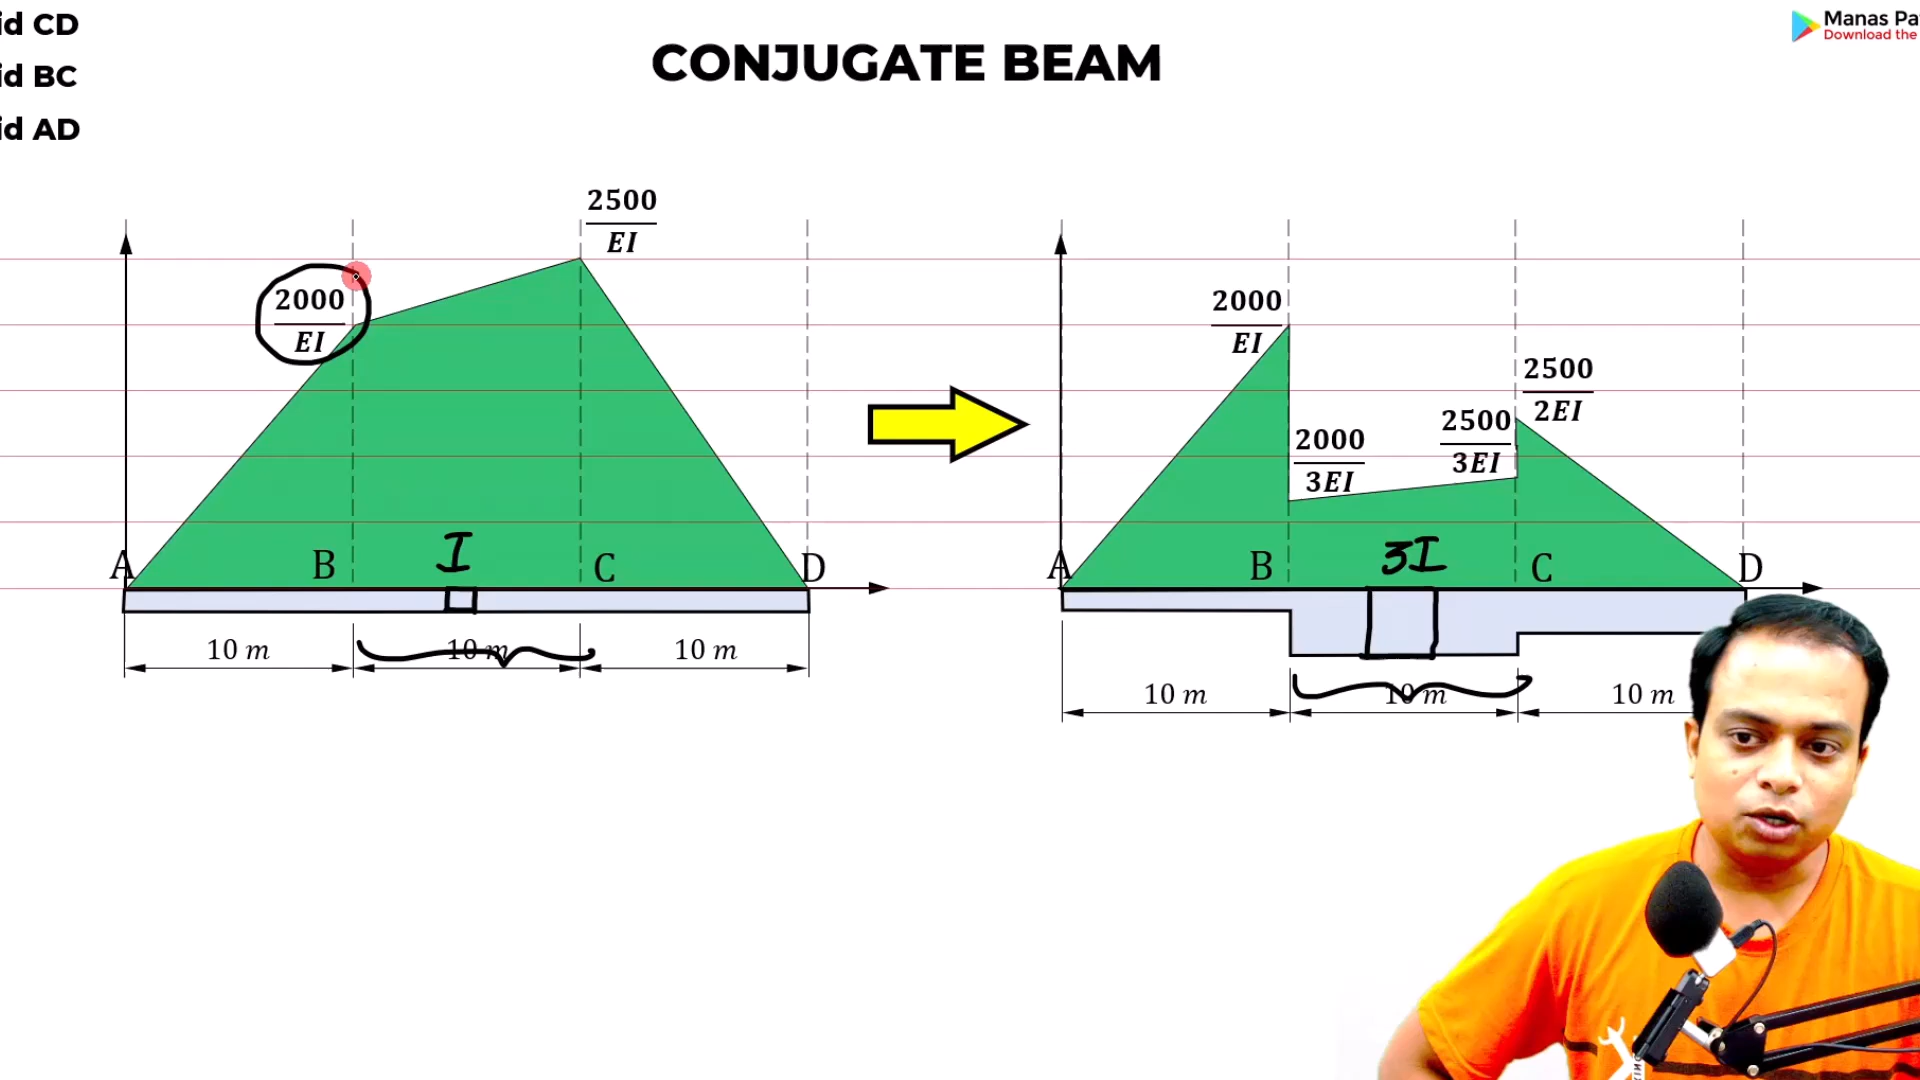 id CD
id BC
id AD
CONJUGATE BEAM
Manas Pa
Download the
2500
EI
2000
EI
A
B
I
C
D
10 m
10 m
10 m
2000
EI
2000
3EI
2500
3EI
2500
2EI
A
B
3I
C
D
10 m
10 m
10 m